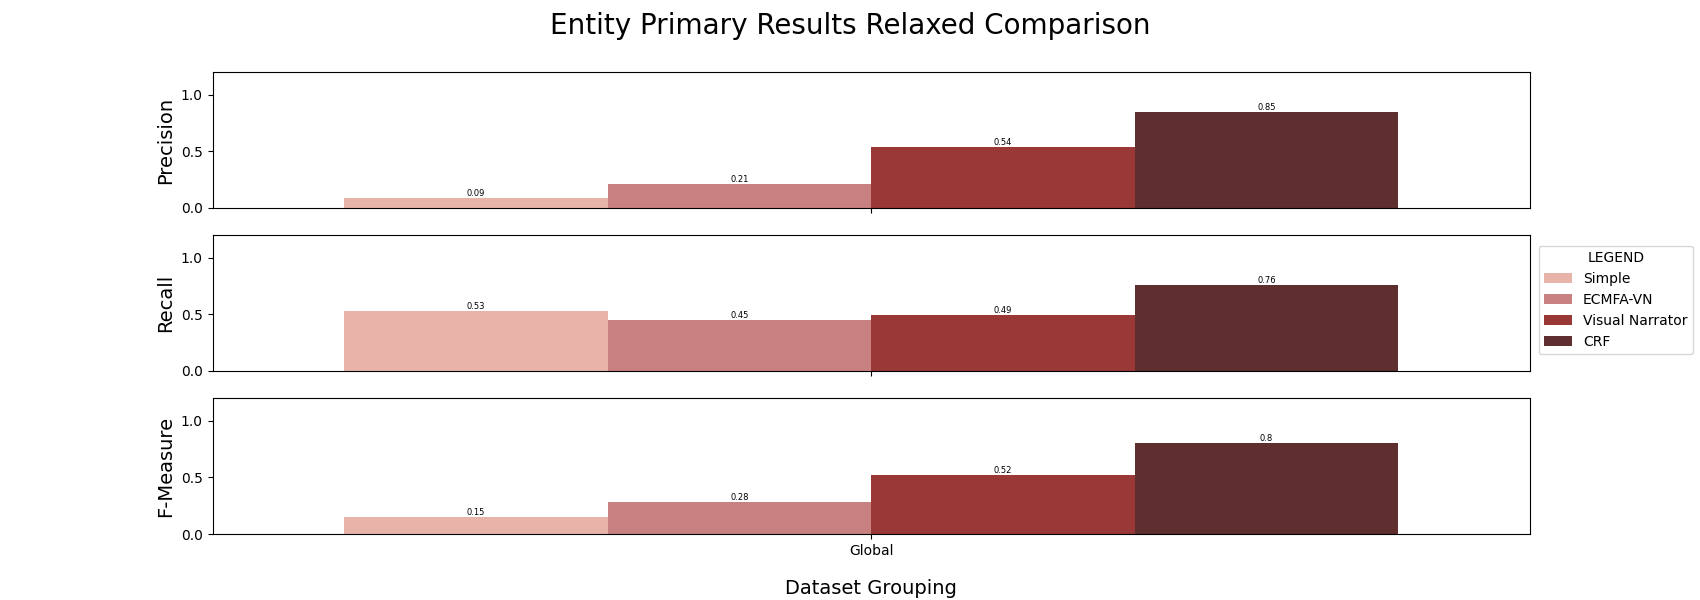 Entity Primary Results Relaxed Comparison
Precision
1.0
0.5
0.0
0.09
0.21
0.54
0.85
Recall
1.0
0.5
0.0
0.53
0.45
0.49
0.76
LEGEND
Simple
ECMFA-VN
Visual Narrator
CRF
F-Measure
1.0
0.5
0.0
0.15
0.28
0.52
0.8
Global
Dataset Grouping